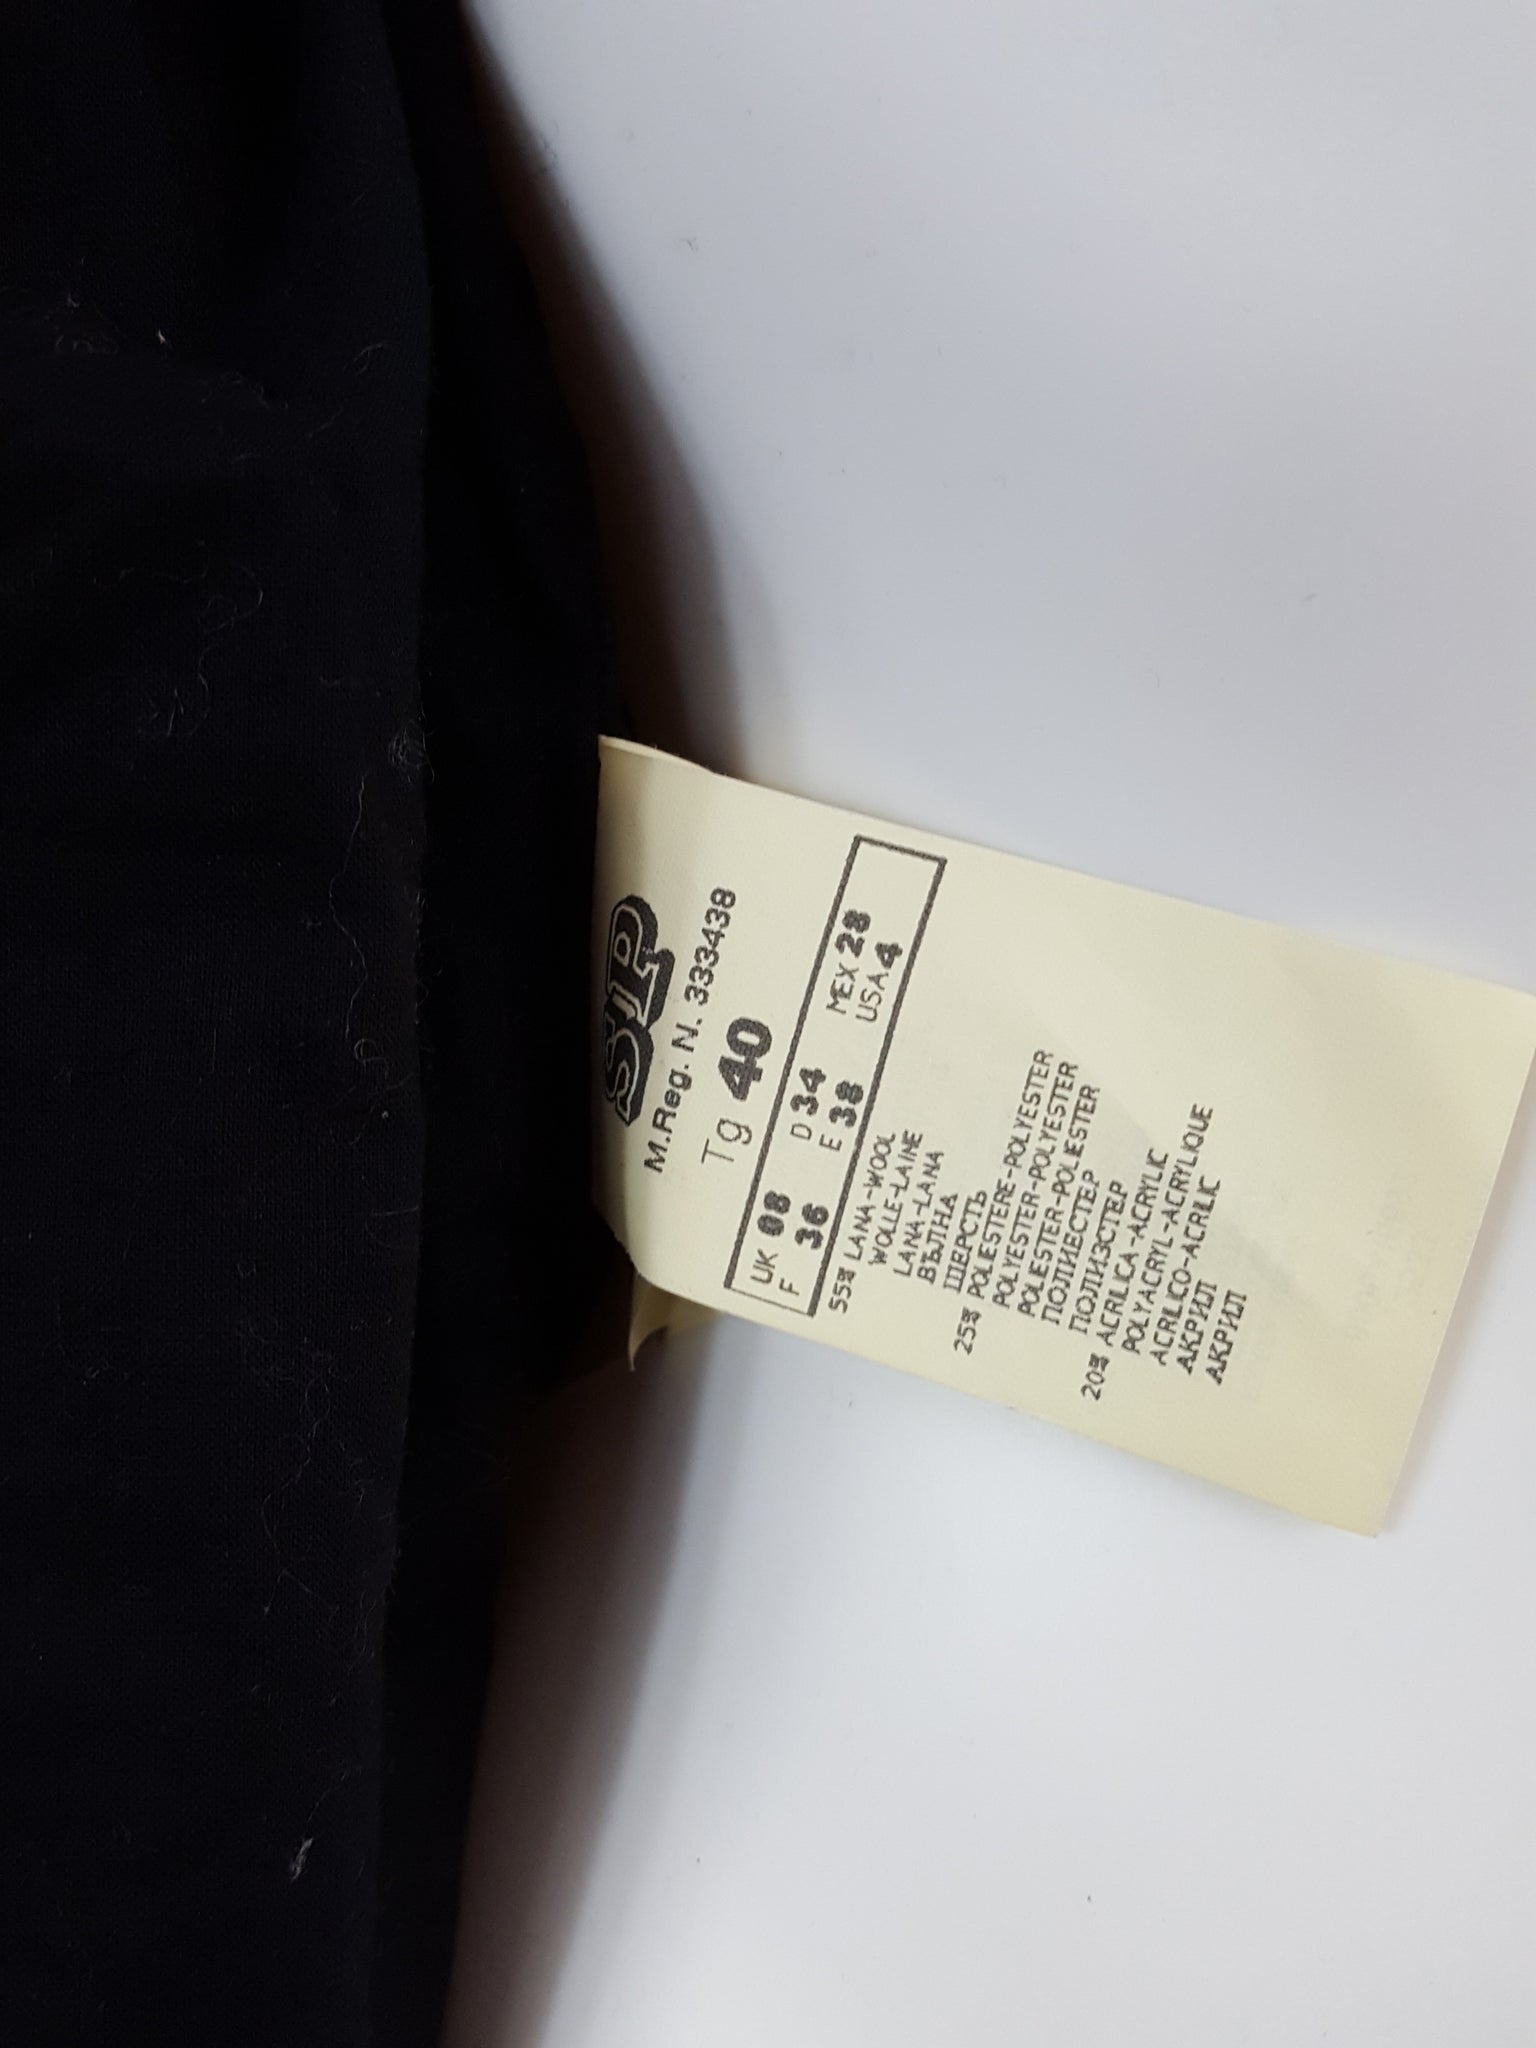 SJP
M.Reg. N. 333438
Tg 40
UK 08 D 34 MEX 28
F 36 E 38 USA 4
55% LANA-WOOL
WOLLE-LAINE
LANA-LANA
ВЪЛНА
ШЕРСТЬ
25% POLIESTERE-POLYESTER
POLYESTER-POLYESTER
POLIESTER-POLIESTER
ПОЛИЕСТЕР
ПОЛИЭСТЕР
20% ACRILICA-ACRYLIC
POLYACRYL-ACRYLIQUE
ACRILICO-ACRILIC
АКРИЛ
АКРИЛ